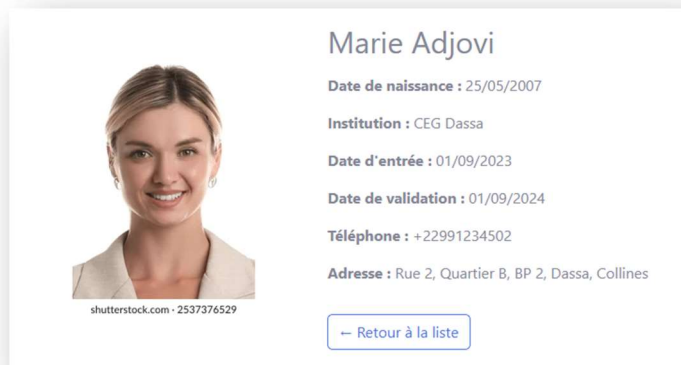 Marie Adjovi
Date de naissance : 25/05/2007
Institution : CEG Dassa
Date d'entrée : 01/09/2023
Date de validation : 01/09/2024
Téléphone : +22991234502
Adresse : Rue 2, Quartier B, BP 2, Dassa, Collines
← Retour à la liste
shutterstock.com · 2537376529